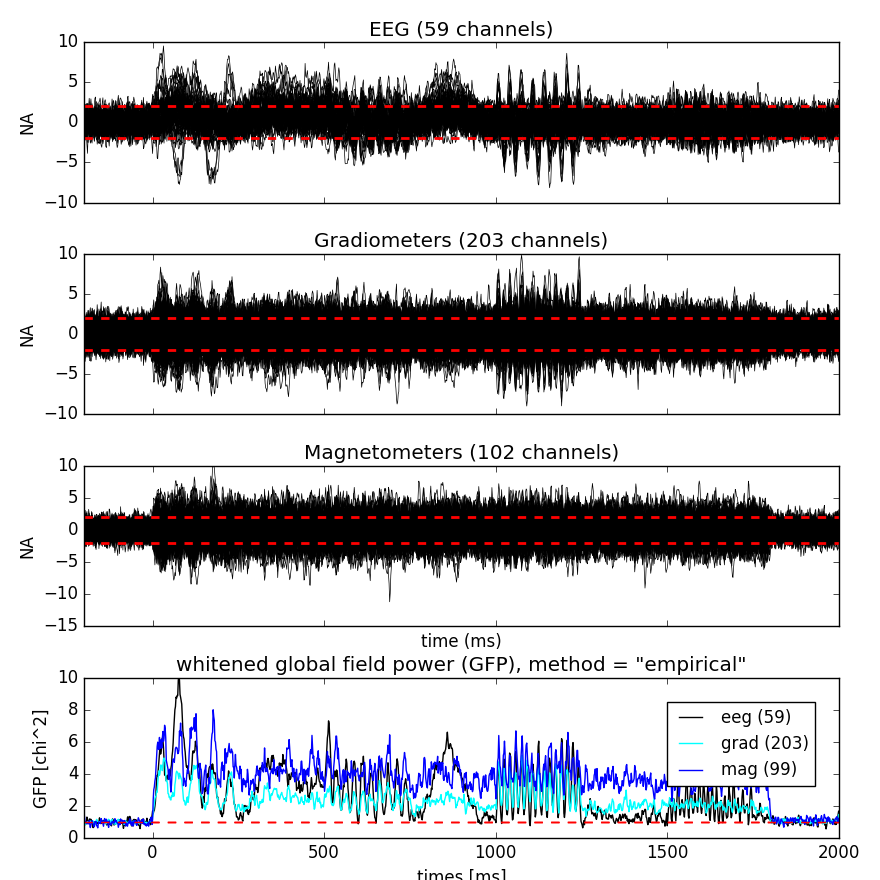 EEG (59 channels)
10
5
0
−5
−10
NA
Gradiometers (203 channels)
10
5
0
−5
−10
NA
Magnetometers (102 channels)
10
5
0
−5
−10
−15
NA
time (ms)
whitened global field power (GFP), method = "empirical"
10
8
6
4
2
0
GFP [chi^2]
eeg (59)
grad (203)
mag (99)
0 500 1000 1500 2000
times [ms]